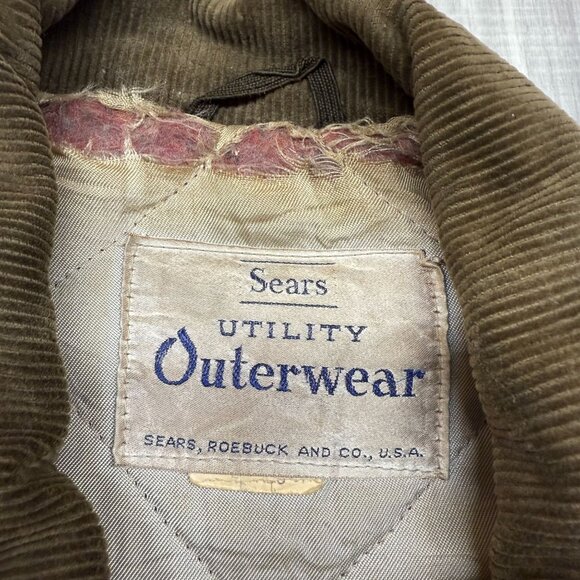 Sears
UTILITY
Outerwear
SEARS, ROEBUCK AND CO., U.S.A.